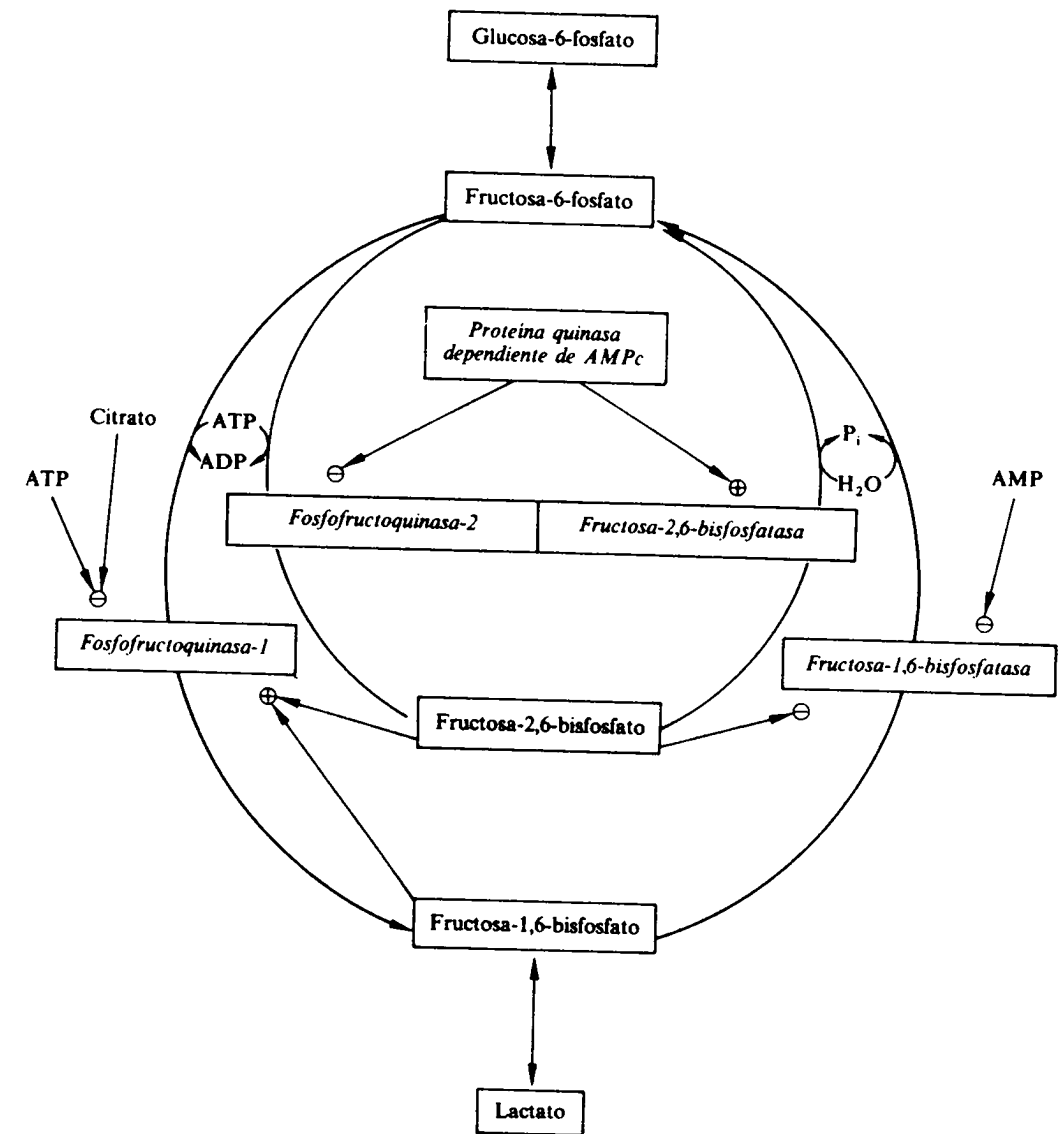 Glucosa-6-fosfato
Fructosa-6-fosfato
Proteína quinasa
dependiente de AMPc
Citrato
ATP
ATP
ADP
P_i
H₂O
AMP
⊖
⊕
Fosfofructoquinasa-2
Fructosa-2,6-bisfosfatasa
⊖
⊖
Fosfofructoquinasa-1
Fructosa-1,6-bisfosfatasa
⊕
Fructosa-2,6-bisfosfato
⊖
Fructosa-1,6-bisfosfato
Lactato